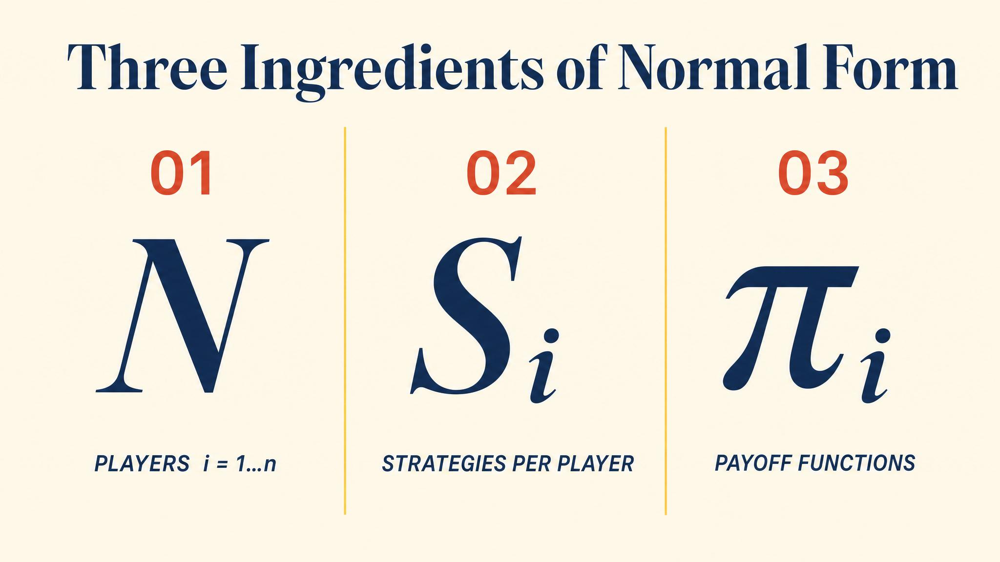 Three Ingredients of Normal Form
01
N
PLAYERS i = 1...n
02
Si
STRATEGIES PER PLAYER
03
πi
PAYOFF FUNCTIONS